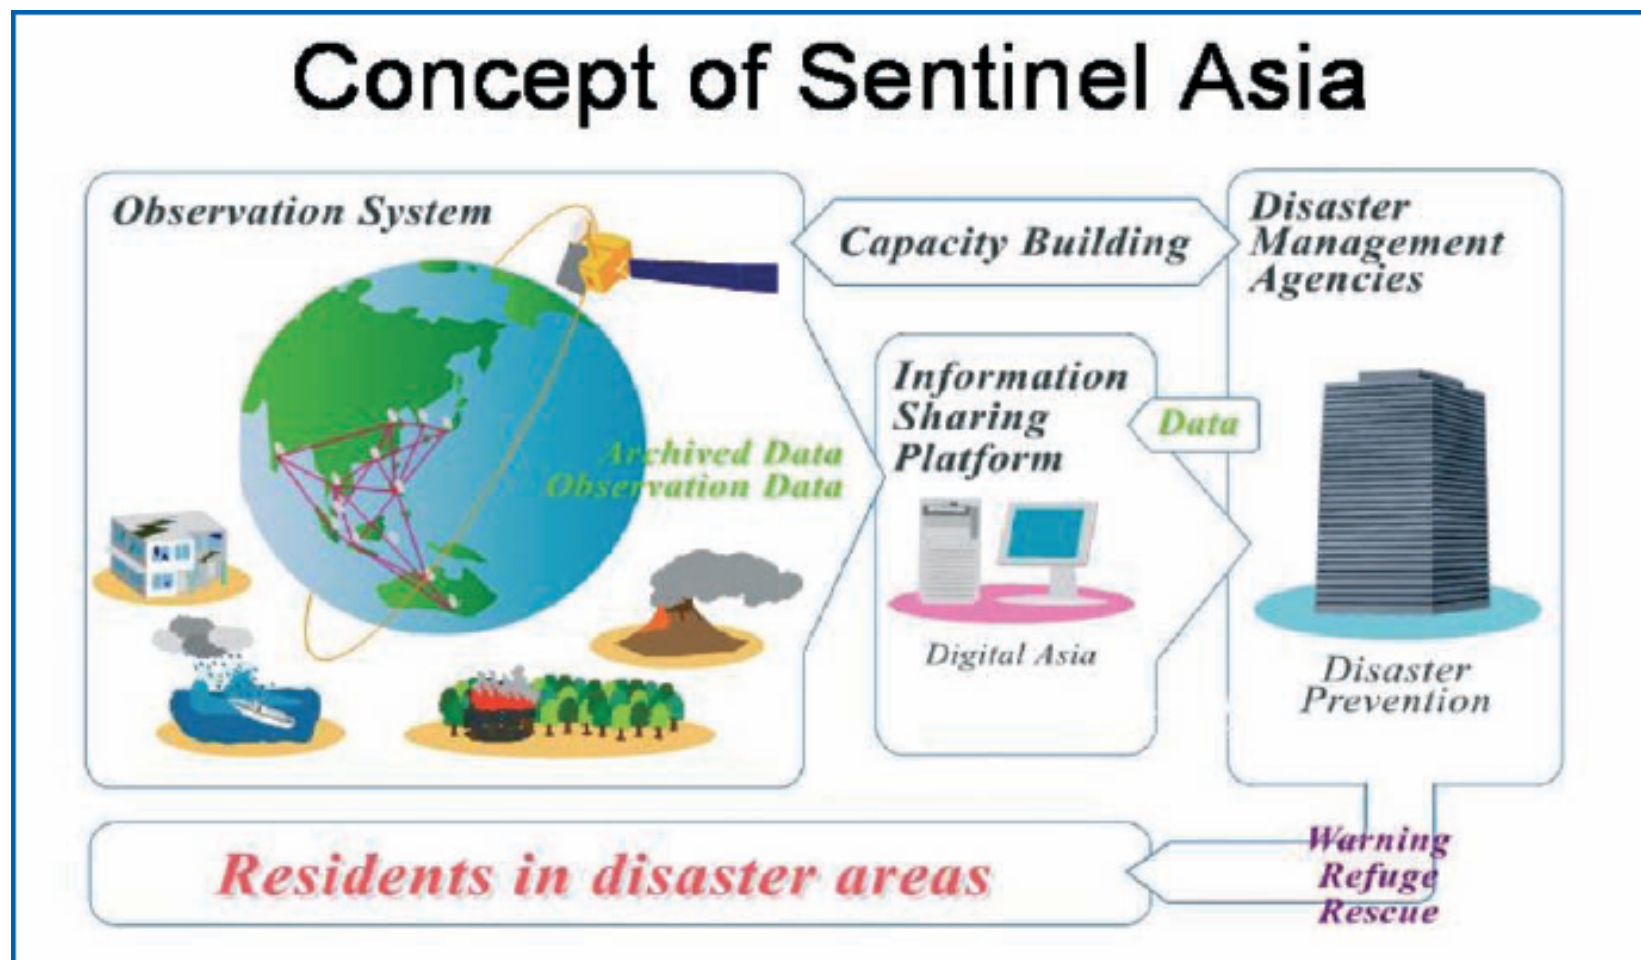 Concept of Sentinel Asia
Observation System
Archived Data
Observation Data
Capacity Building
Information
Sharing
Platform
Digital Asia
Data
Disaster
Management
Agencies
Disaster
Prevention
Warning
Refuge
Rescue
Residents in disaster areas